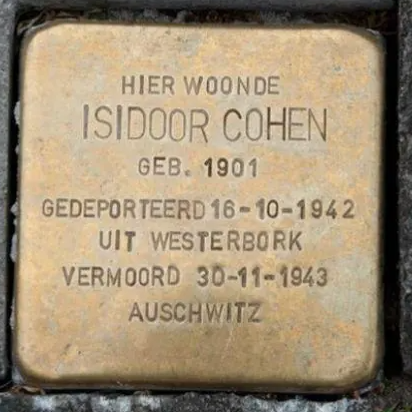 HIER WOONDE
ISIDOOR COHEN
GEB. 1901
GEDEPORTEERD 16-10-1942
UIT WESTERBORK
VERMOORD 30-11-1943
AUSCHWITZ